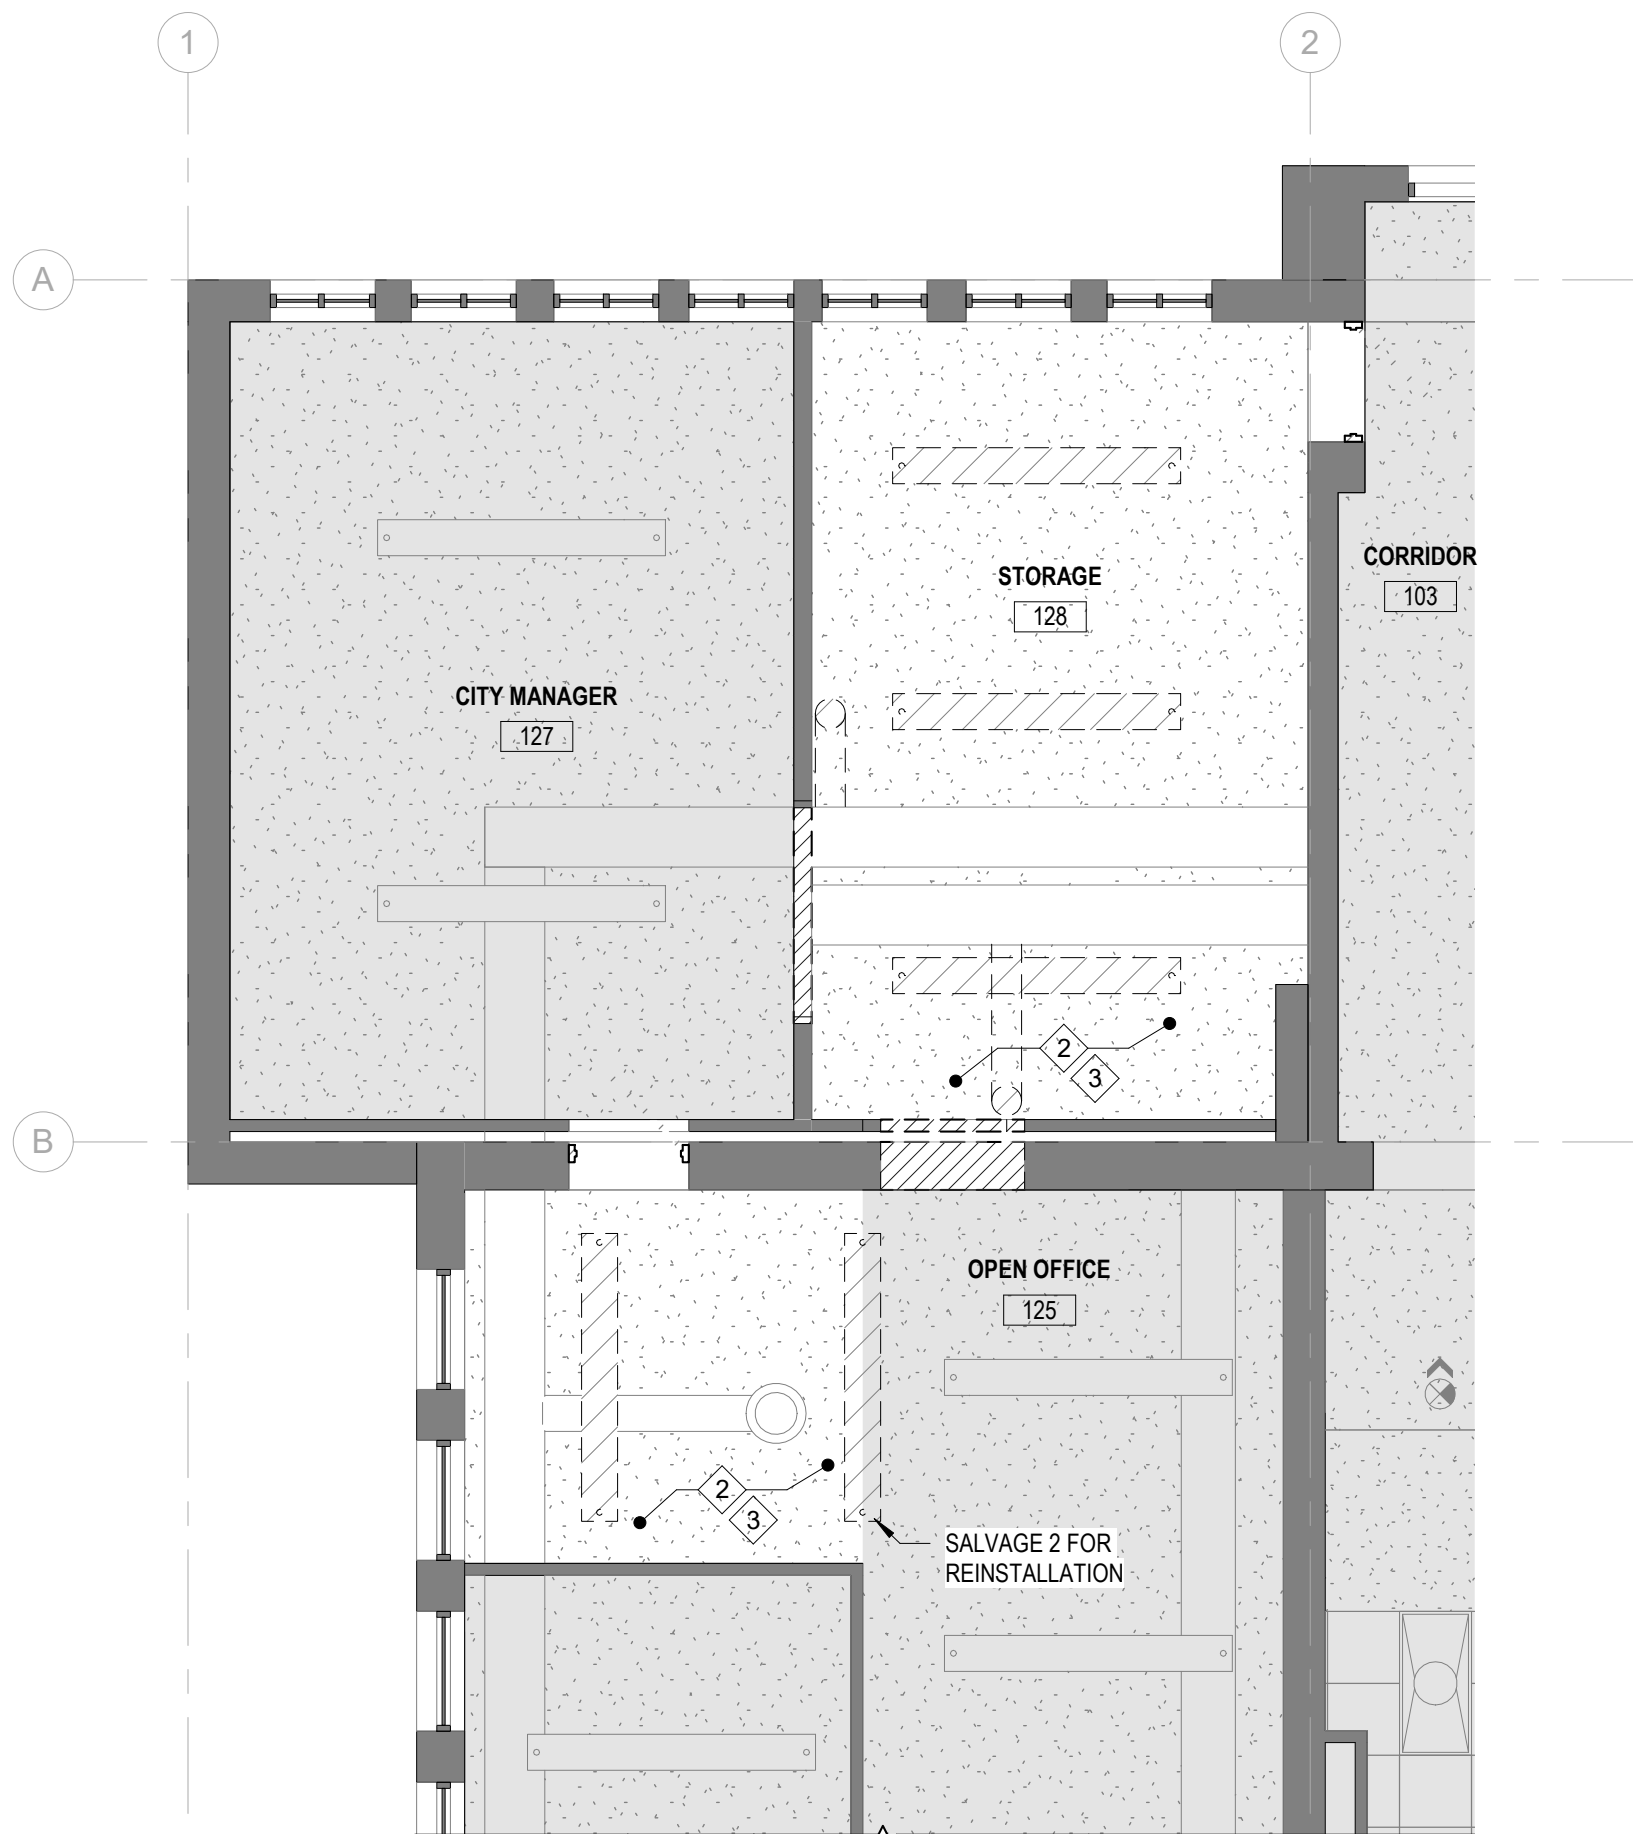 1
2
A
CORRIDOR
103
STORAGE
128
CITY MANAGER
127
2
3
B
OPEN OFFICE
125
2
3
SALVAGE 2 FOR
REINSTALLATION